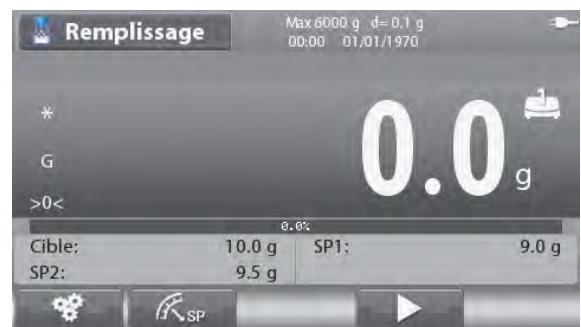 Remplissage
Max 6000 g d= 0.1 g
00:00 01/01/1970
*
G
>0<
0.0 g
0.0%
Cible: 10.0 g SP1: 9.0 g
SP2: 9.5 g
SP